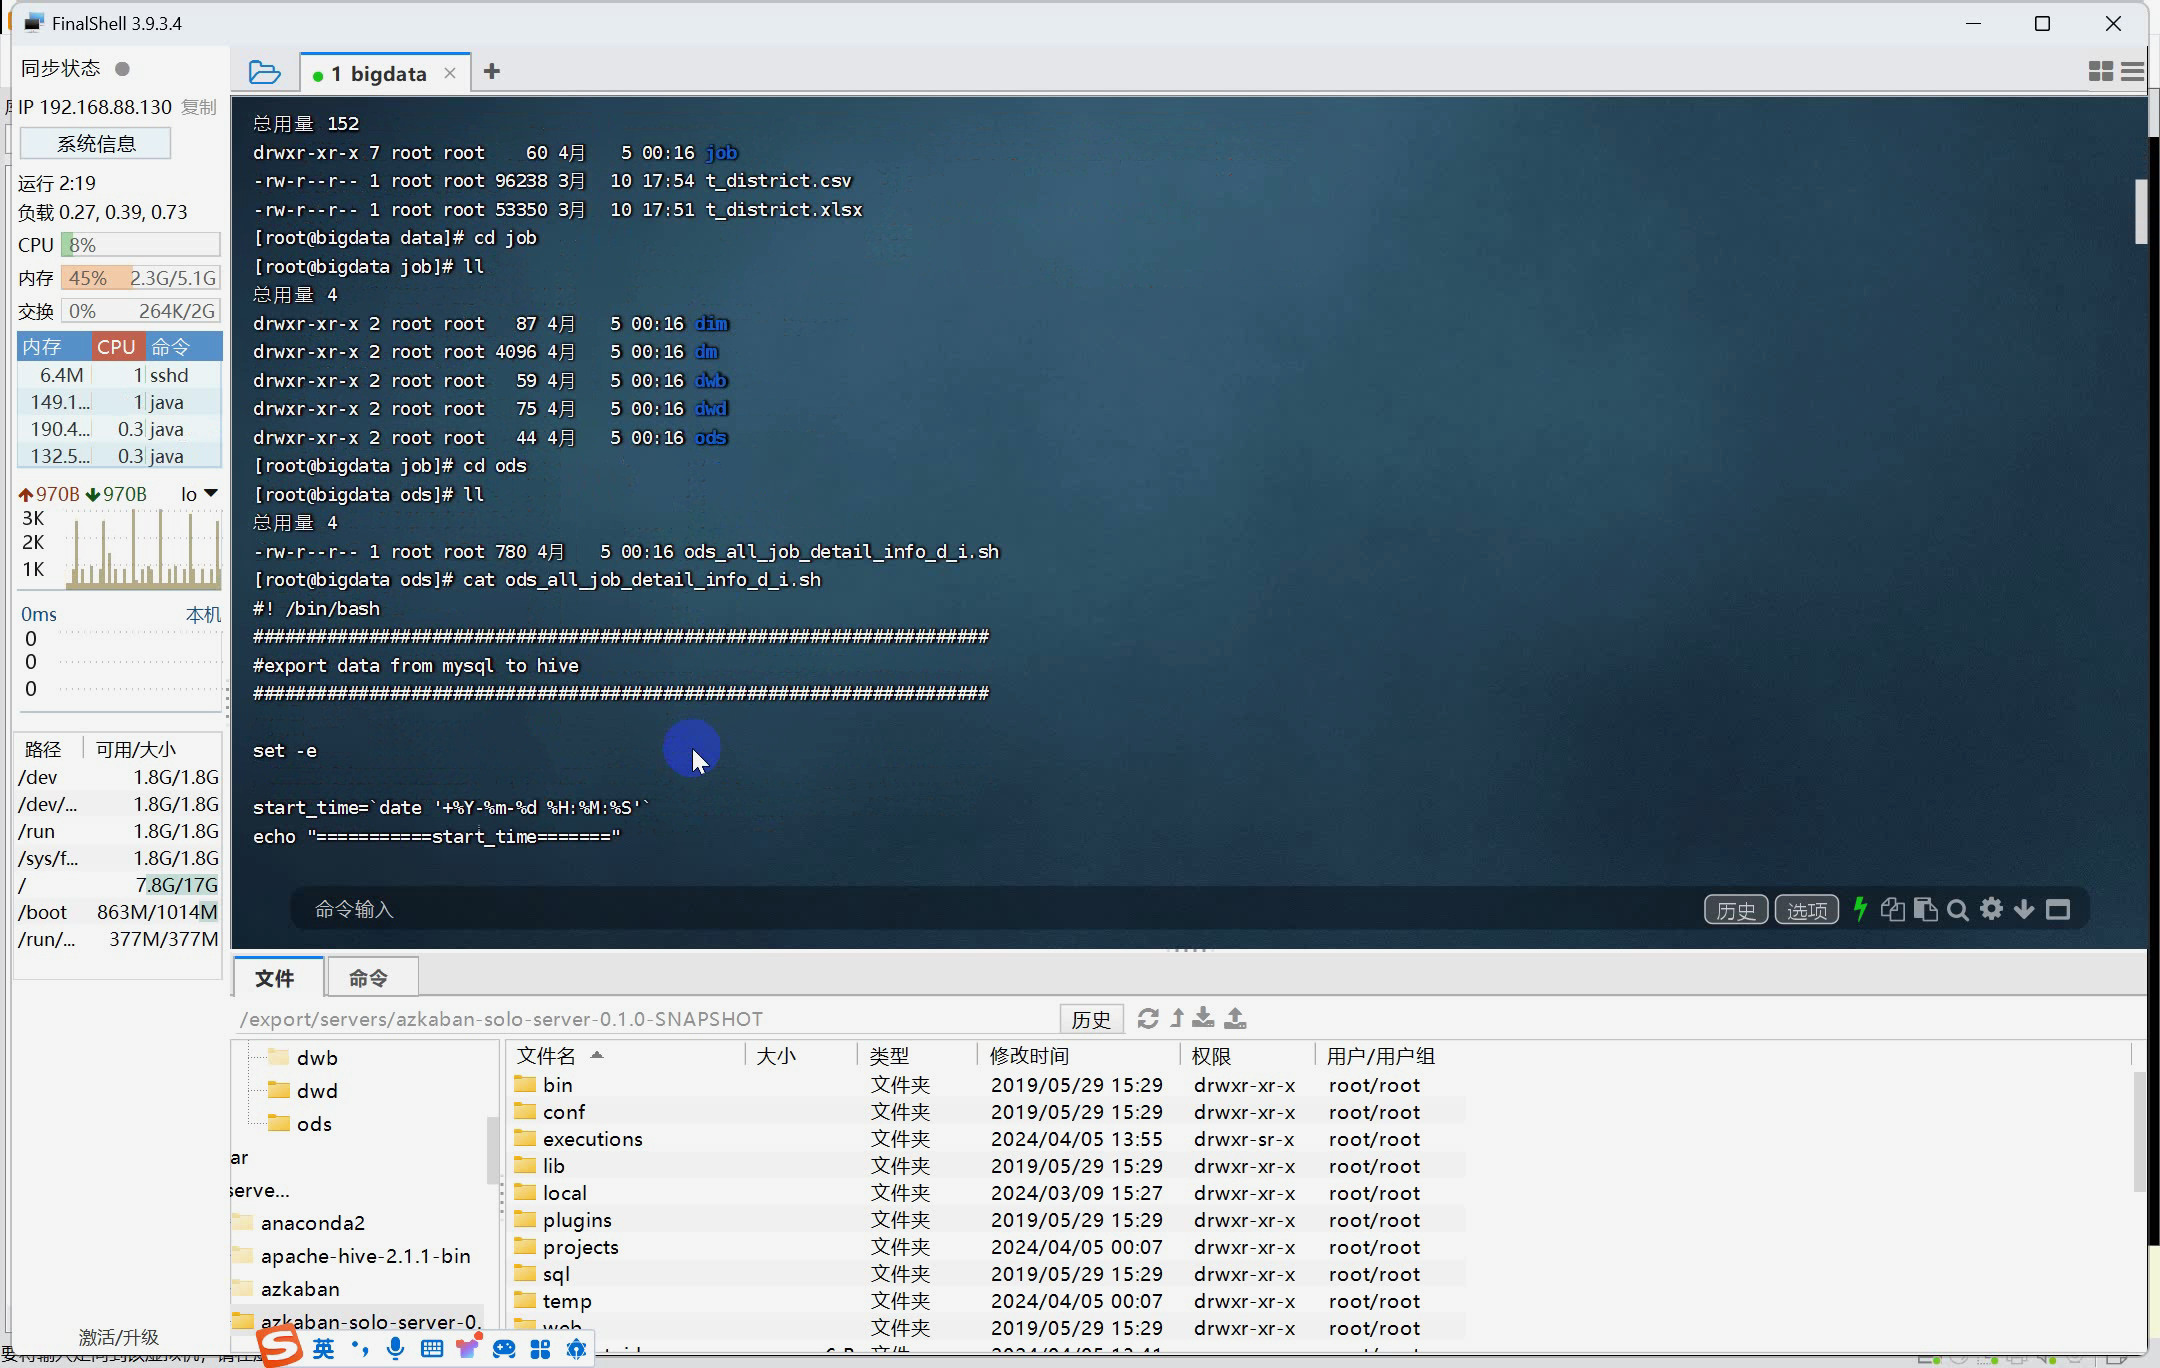 FinalShell 3.9.3.4
同步状态
IP 192.168.88.130 复制
系统信息
运行 2:19
负载 0.27, 0.39, 0.73
CPU 8%
内存 45% 2.3G/5.1G
交换 0% 264K/2G
内存 CPU 命令
6.4M 1 sshd
149.1... 1 java
190.4... 0.3 java
132.5... 0.3 java
970B 970B lo
3K
2K
1K
0ms 本机
0
0
0
路径 可用/大小
/dev 1.8G/1.8G
/dev/... 1.8G/1.8G
/run 1.8G/1.8G
/sys/f... 1.8G/1.8G
/ 7.8G/17G
/boot 863M/1014M
/run/... 377M/377M
激活/升级
1 bigdata
总用量 152
drwxr-xr-x 7 root root    60 4月   5 00:16 job
-rw-r--r-- 1 root root 96238 3月  10 17:54 t_district.csv
-rw-r--r-- 1 root root 53350 3月  10 17:51 t_district.xlsx
[root@bigdata data]# cd job
[root@bigdata job]# ll
总用量 4
drwxr-xr-x 2 root root   87 4月   5 00:16 dim
drwxr-xr-x 2 root root 4096 4月   5 00:16 dm
drwxr-xr-x 2 root root   59 4月   5 00:16 dwb
drwxr-xr-x 2 root root   75 4月   5 00:16 dwd
drwxr-xr-x 2 root root   44 4月   5 00:16 ods
[root@bigdata job]# cd ods
[root@bigdata ods]# ll
总用量 4
-rw-r--r-- 1 root root 780 4月   5 00:16 ods_all_job_detail_info_d_i.sh
[root@bigdata ods]# cat ods_all_job_detail_info_d_i.sh
#! /bin/bash
######################################################################
#export data from mysql to hive
######################################################################
set -e
start_time=`date '+%Y-%m-%d %H:%M:%S'`
echo "===========start_time======="
命令输入 历史 选项
文件 命令
/export/servers/azkaban-solo-server-0.1.0-SNAPSHOT 历史
dwb
dwd
ods
ar
serve...
anaconda2
apache-hive-2.1.1-bin
azkaban
azkaban-solo-server-0.
文件名 大小 类型 修改时间 权限 用户/用户组
bin 文件夹 2019/05/29 15:29 drwxr-xr-x root/root
conf 文件夹 2019/05/29 15:29 drwxr-xr-x root/root
executions 文件夹 2024/04/05 13:55 drwxr-sr-x root/root
lib 文件夹 2019/05/29 15:29 drwxr-xr-x root/root
local 文件夹 2024/03/09 15:27 drwxr-xr-x root/root
plugins 文件夹 2019/05/29 15:29 drwxr-xr-x root/root
projects 文件夹 2024/04/05 00:07 drwxr-xr-x root/root
sql 文件夹 2019/05/29 15:29 drwxr-xr-x root/root
temp 文件夹 2024/04/05 00:07 drwxr-xr-x root/root
web 文件夹 2019/05/29 15:29 drwxr-xr-x root/root
英